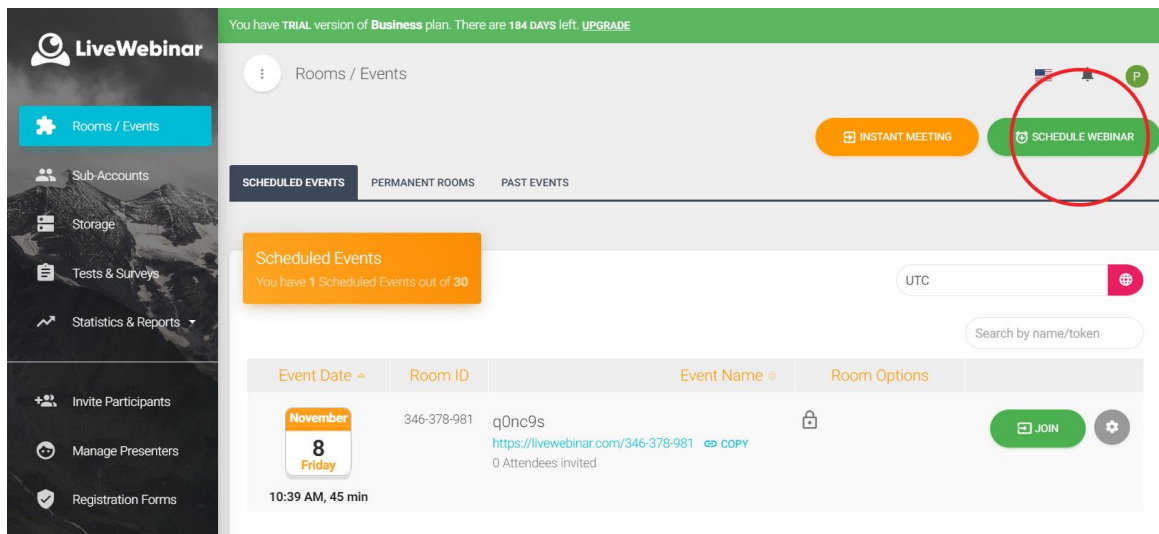 LiveWebinar
You have TRIAL version of Business plan. There are 184 DAYS left. UPGRADE
Rooms / Events
P
INSTANT MEETING
SCHEDULE WEBINAR
Rooms / Events
Sub-Accounts
Storage
Tests & Surveys
Statistics & Reports
Invite Participants
Manage Presenters
Registration Forms
SCHEDULED EVENTS PERMANENT ROOMS PAST EVENTS
Scheduled Events
You have 1 Scheduled Events out of 30
UTC
Search by name/token
Event Date Room ID Event Name Room Options
November
8
Friday
10:39 AM, 45 min
346-378-981
q0nc9s
https://livewebinar.com/346-378-981 COPY
0 Attendees invited
JOIN